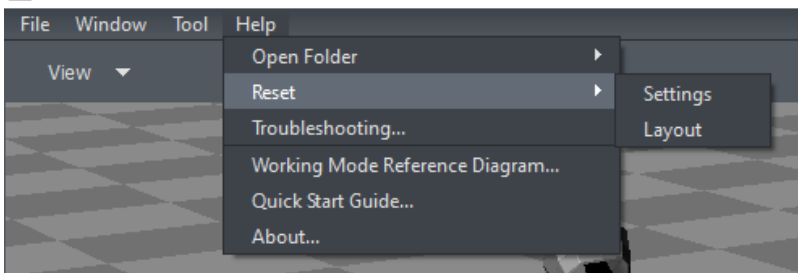 File Window Tool Help
View
Open Folder
Reset
Settings
Layout
Troubleshooting...
Working Mode Reference Diagram...
Quick Start Guide...
About...